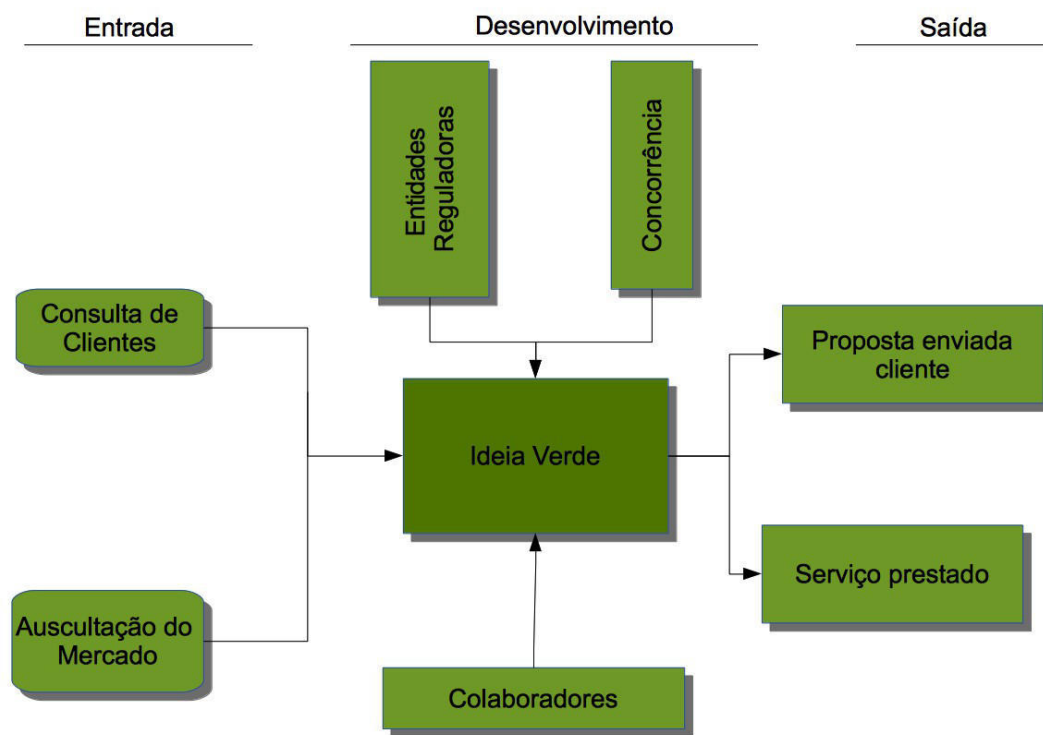 Entrada
Desenvolvimento
Saída
Entidades
Reguladoras
Concorrência
Consulta de
Clientes
Proposta enviada
cliente
Ideia Verde
Serviço prestado
Auscultação do
Mercado
Colaboradores